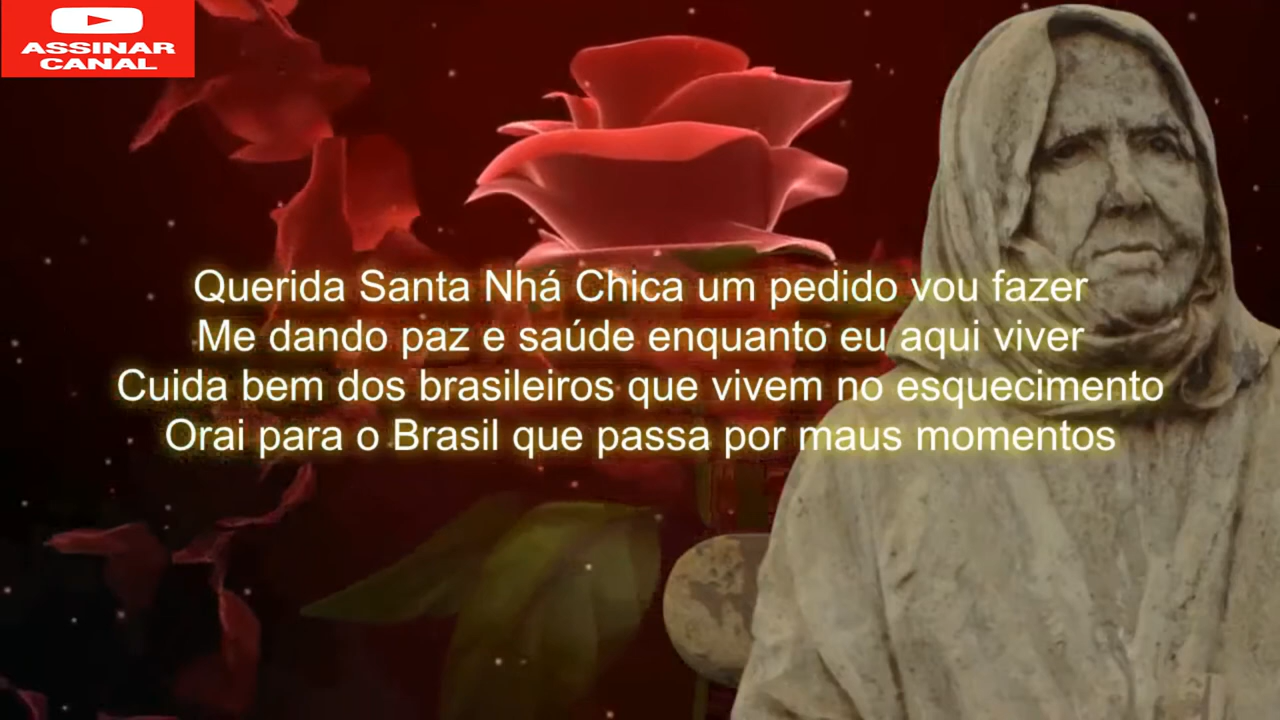 ASSINAR
CANAL
Querida Santa Nhá Chica um pedido vou fazer
Me dando paz e saúde enquanto eu aqui viver
Cuida bem dos brasileiros que vivem no esquecimento
Orai para o Brasil que passa por maus momentos